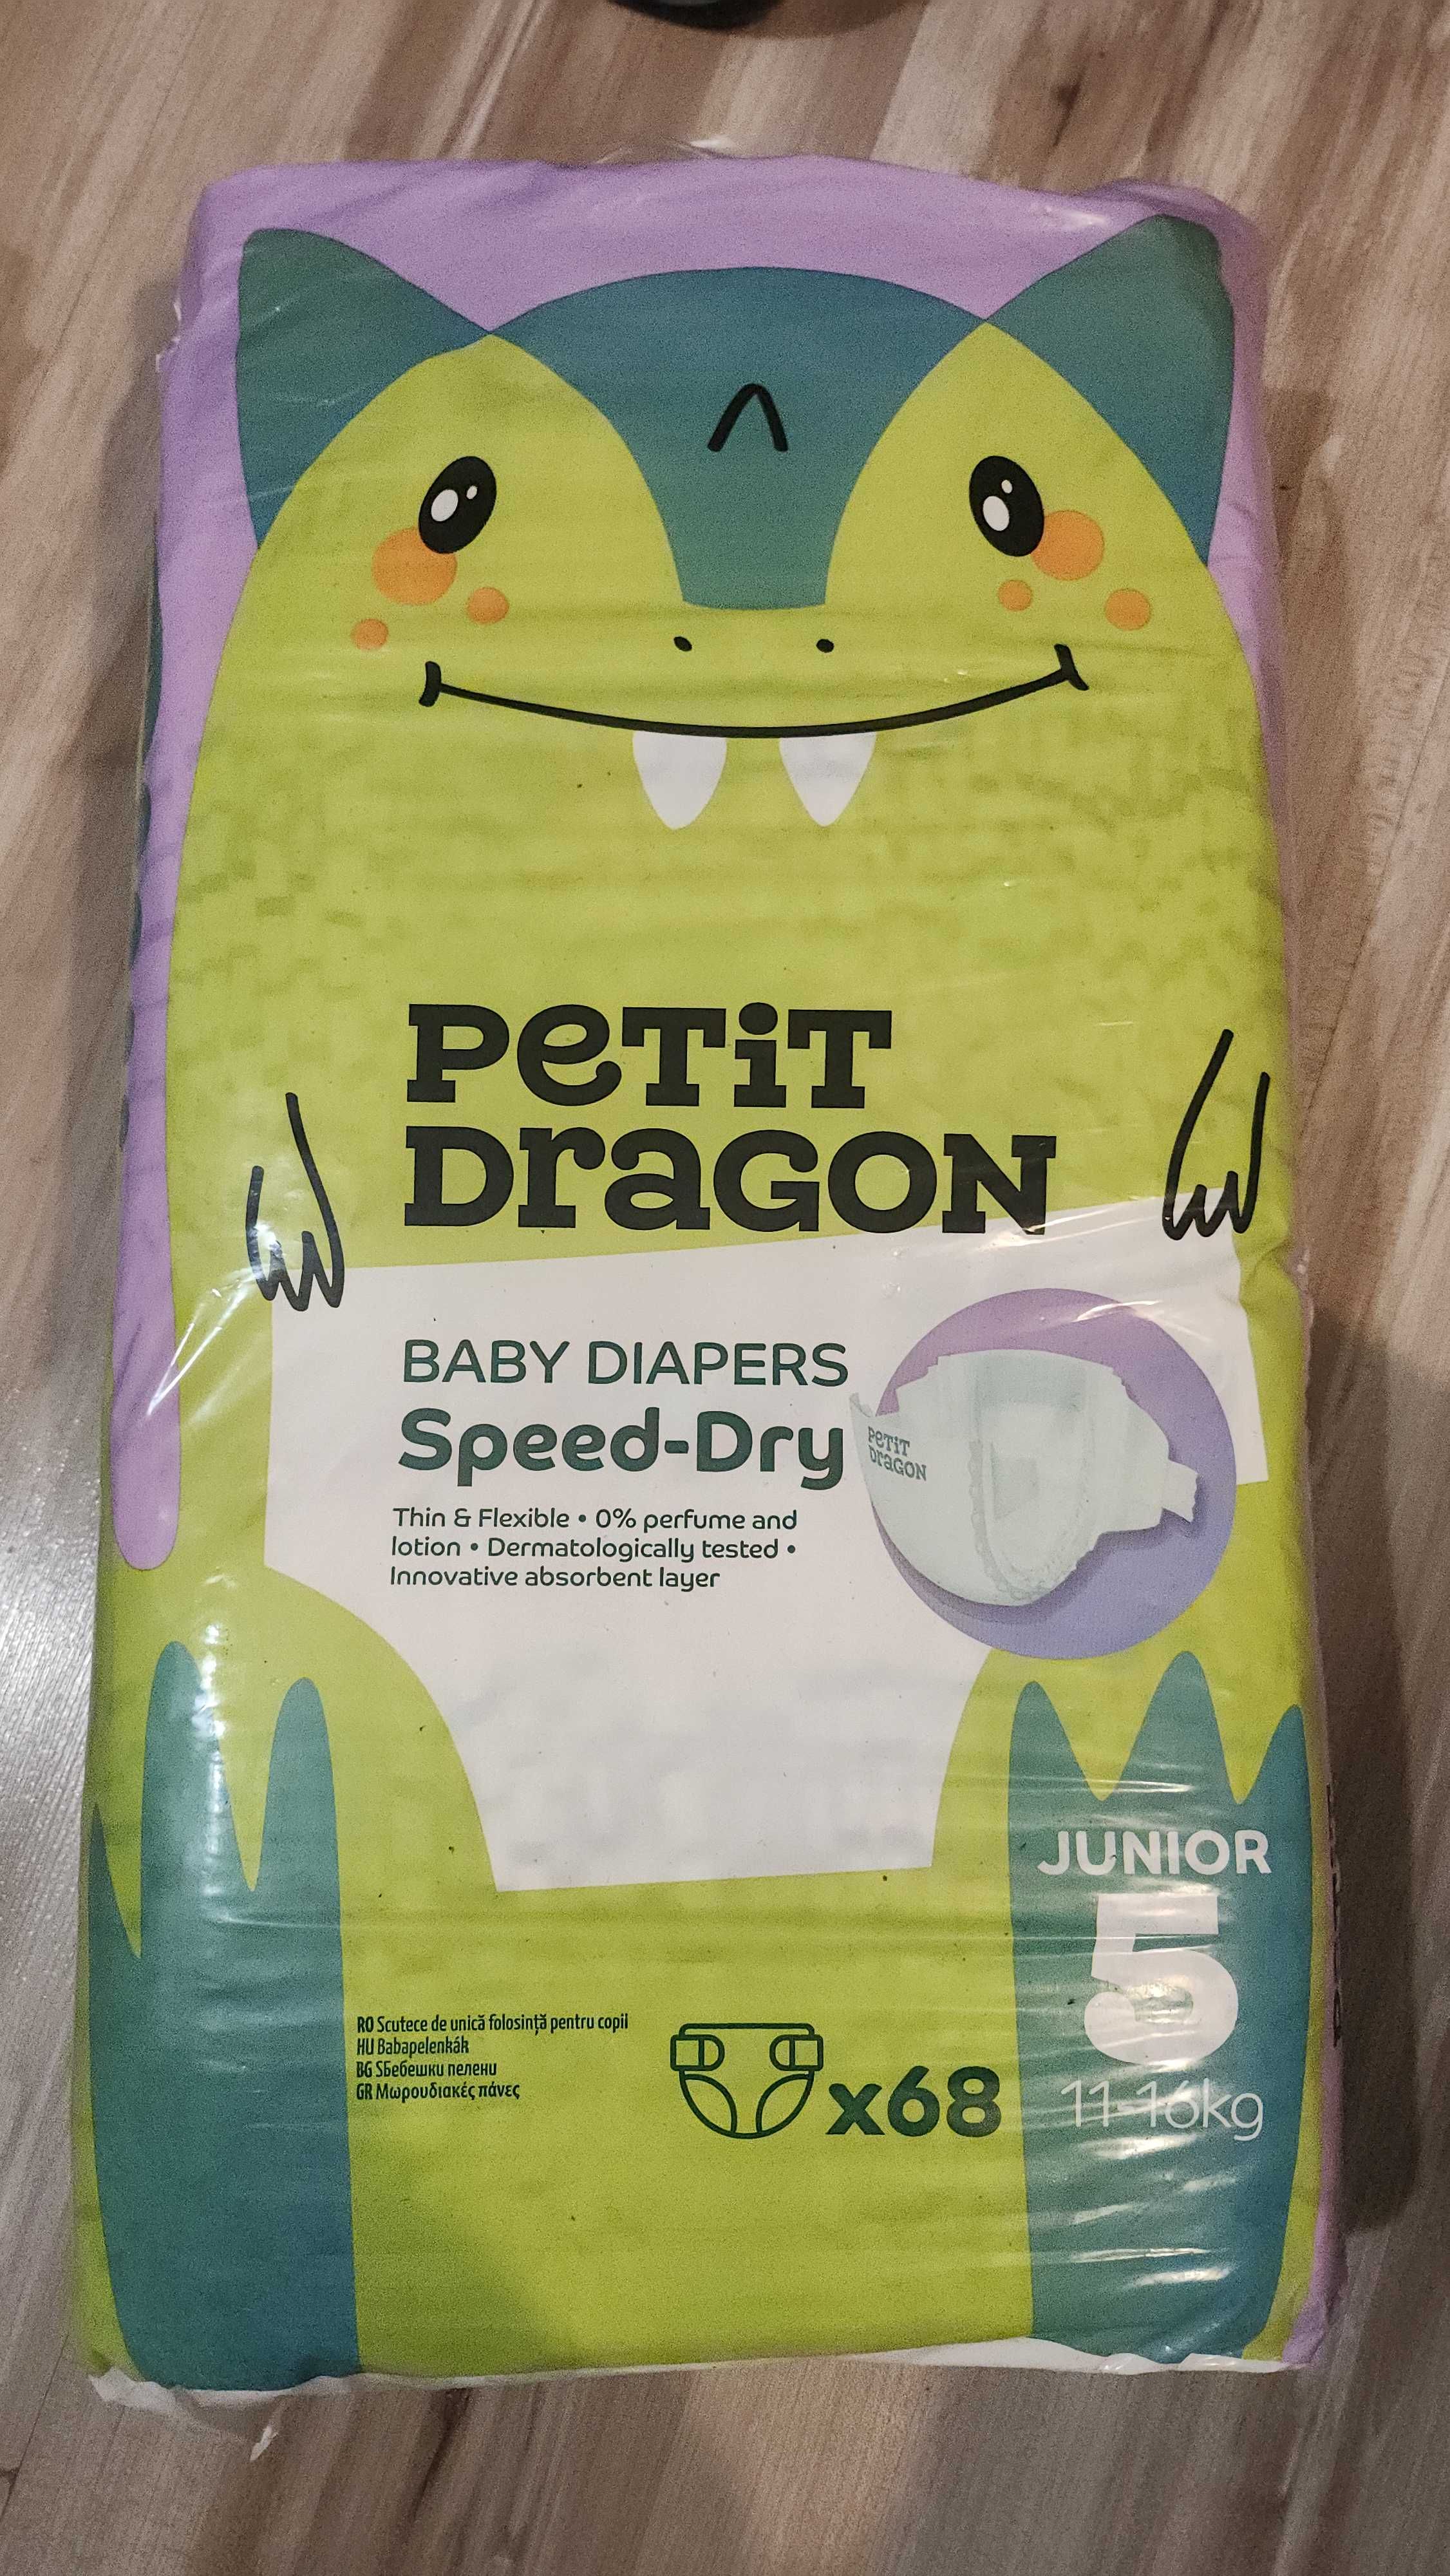 PeTiT
DraGON
BABY DIAPERS
Speed-Dry
PeTiT
DraGON
Thin & Flexible • 0% perfume and
lotion • Dermatologically tested •
Innovative absorbent layer
JUNIOR
5
11-16kg
RO Scutece de unică folosință pentru copii
HU Babapelenkák
BG Sбебешки пелени
GR Μωρουδιακές πάνες
x68